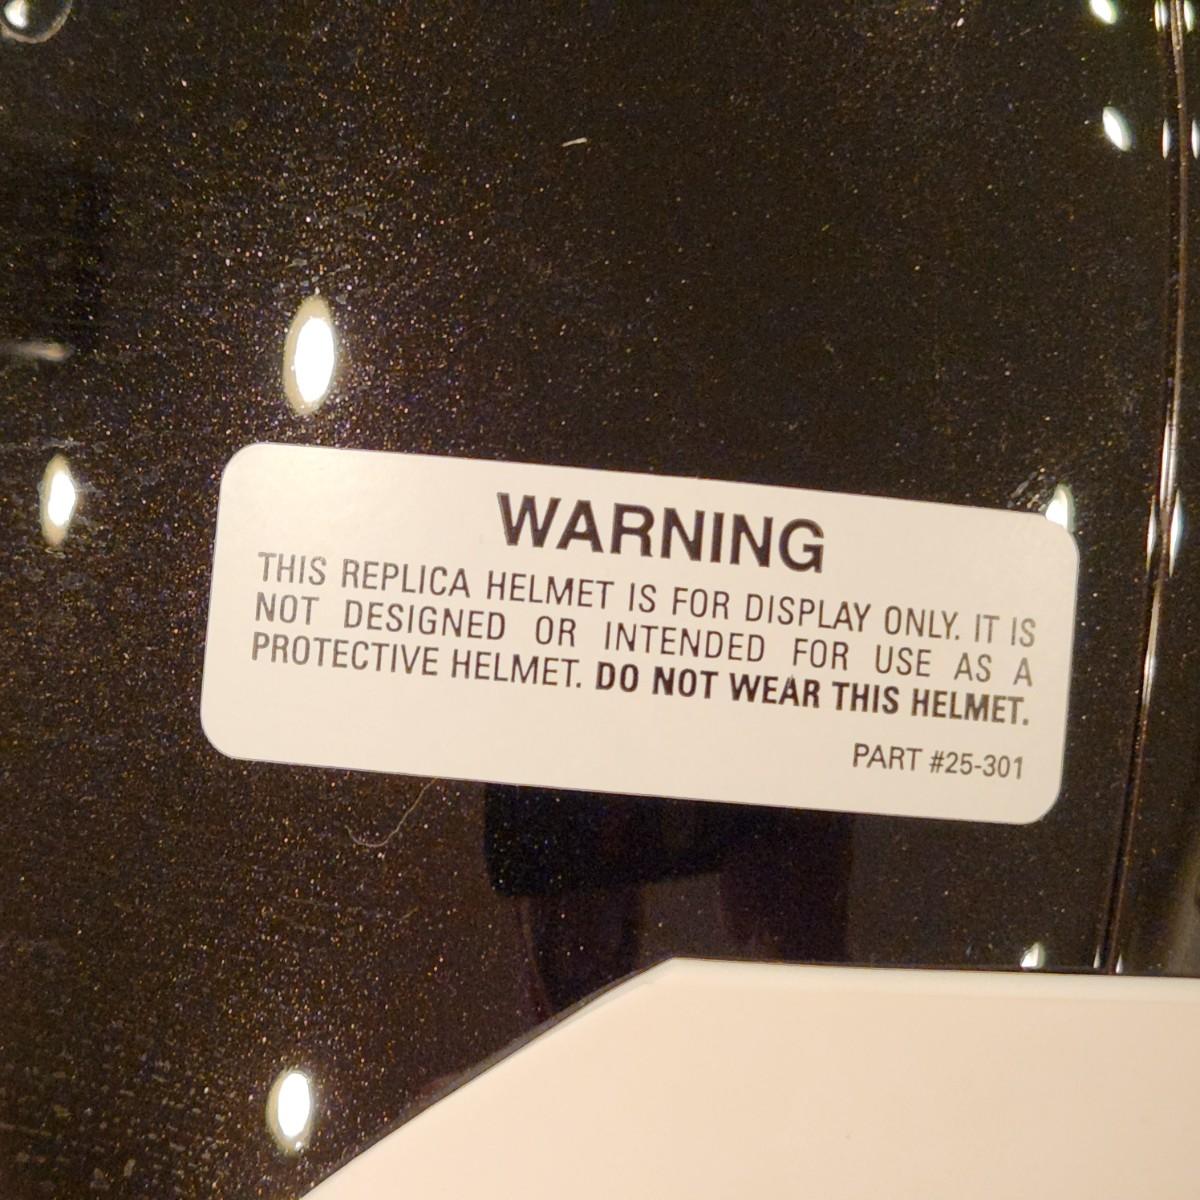 WARNING
THIS REPLICA HELMET IS FOR DISPLAY ONLY. IT IS
NOT DESIGNED OR INTENDED FOR USE AS A
PROTECTIVE HELMET. DO NOT WEAR THIS HELMET.
PART #25-301